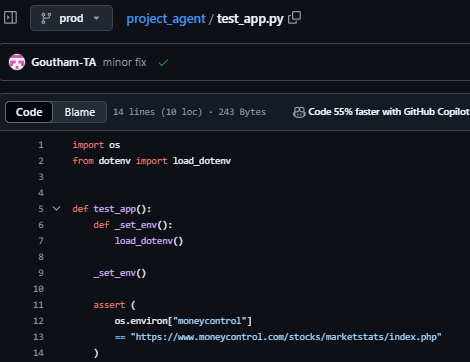 prod
project_agent / test_app.py
Goutham-TA minor fix
Code Blame 14 lines (10 loc) · 243 Bytes Code 55% faster with GitHub Copilot
1 import os
2 from dotenv import load_dotenv
3
4
5 def test_app():
6     def _set_env():
7         load_dotenv()
8
9     _set_env()
10
11     assert (
12         os.environ["moneycontrol"]
13         == "https://www.moneycontrol.com/stocks/marketstats/index.php"
14     )